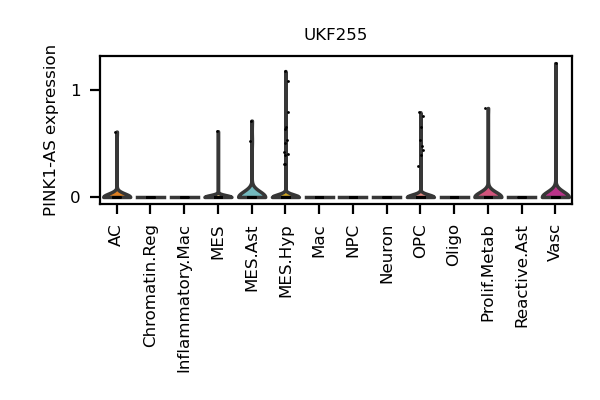 UKF255
PINK1-AS expression
1
0
AC
Chromatin.Reg
Inflammatory.Mac
MES
MES.Ast
MES.Hyp
Mac
NPC
Neuron
OPC
Oligo
Prolif.Metab
Reactive.Ast
Vasc